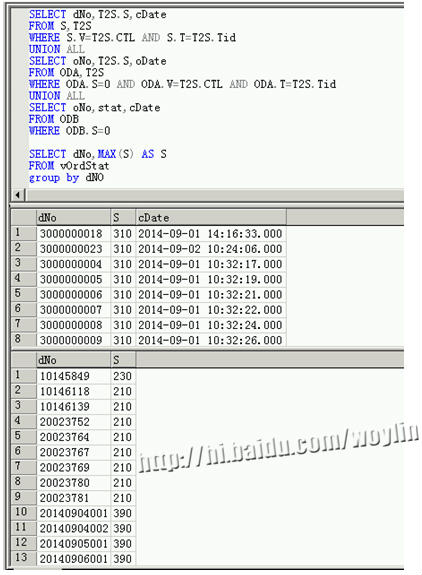 SELECT dNo,T2S.S,cDate
FROM S,T2S
WHERE S.V=T2S.CTL AND S.T=T2S.Tid
UNION ALL
SELECT oNo,T2S.S,oDate
FROM ODA,T2S
WHERE ODA.S=0 AND ODA.V=T2S.CTL AND ODA.T=T2S.Tid
UNION ALL
SELECT oNo,stat,cDate
FROM ODB
WHERE ODB.S=0
SELECT dNo,MAX(S) AS S
FROM vOrdStat
group by dNO
dNo S cDate
1 3000000018 310 2014-09-01 14:16:33.000
2 3000000023 310 2014-09-02 10:24:06.000
3 3000000004 310 2014-09-01 10:32:17.000
4 3000000005 310 2014-09-01 10:32:19.000
5 3000000006 310 2014-09-01 10:32:21.000
6 3000000007 310 2014-09-01 10:32:22.000
7 3000000008 310 2014-09-01 10:32:24.000
8 3000000009 310 2014-09-01 10:32:26.000
dNo S
1 10145849 230
2 10146118 210
3 10146139 210
4 20023752 210
5 20023764 210
6 20023767 210
7 20023769 210
8 20023780 210
9 20023781 210
10 20140904001 390
11 20140904002 390
12 20140905001 390
13 20140906001 390
http://hi.baidu.com/woylin